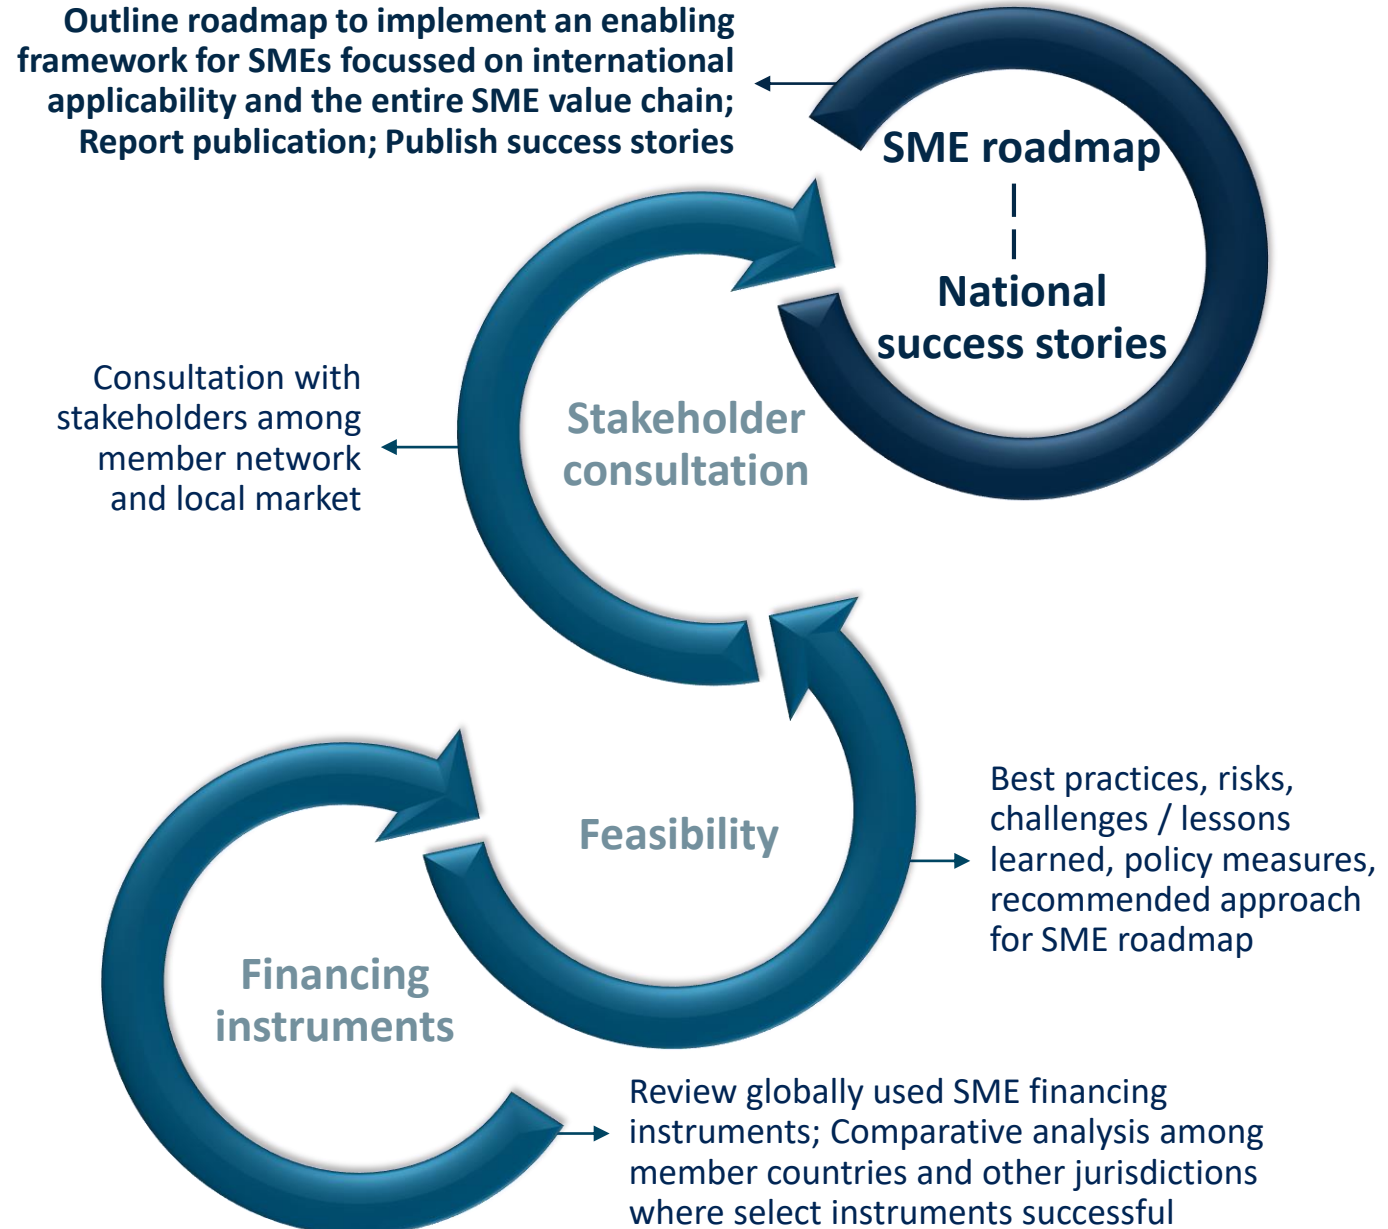 Outline roadmap to implement an enabling
framework for SMEs focussed on international
applicability and the entire SME value chain;
Report publication; Publish success stories
SME roadmap
National
success stories
Consultation with
stakeholders among
member network
and local market
Stakeholder
consultation
Feasibility
Best practices, risks,
challenges / lessons
learned, policy measures,
recommended approach
for SME roadmap
Financing
instruments
Review globally used SME financing
instruments; Comparative analysis among
member countries and other jurisdictions
where select instruments successful